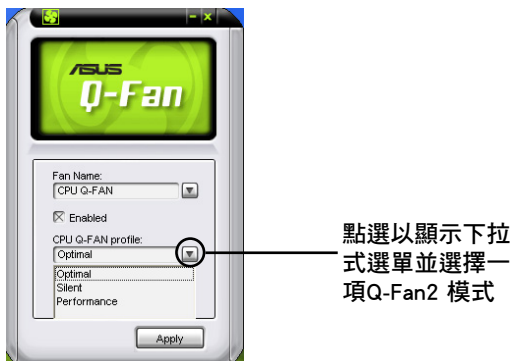 ASUS
Q-Fan
Fan Name:
CPU Q-FAN
Enabled
CPU Q-FAN profile:
Optimal
Optimal
Silent
Performance
Apply
點選以顯示下拉
式選單並選擇一
項Q-Fan2 模式